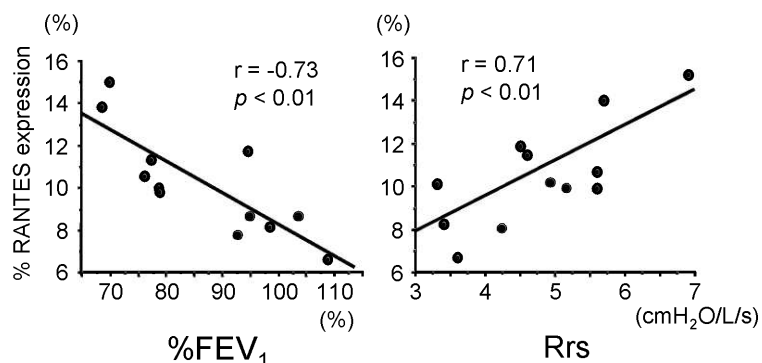 (%)
16
14
12
10
8
6
% RANTES expression
r = -0.73
p < 0.01
70 80 90 100 110
(%)
%FEV₁
(%)
16
14
12
10
8
6
r = 0.71
p < 0.01
3 4 5 6 7
(cmH₂O/L/s)
Rrs